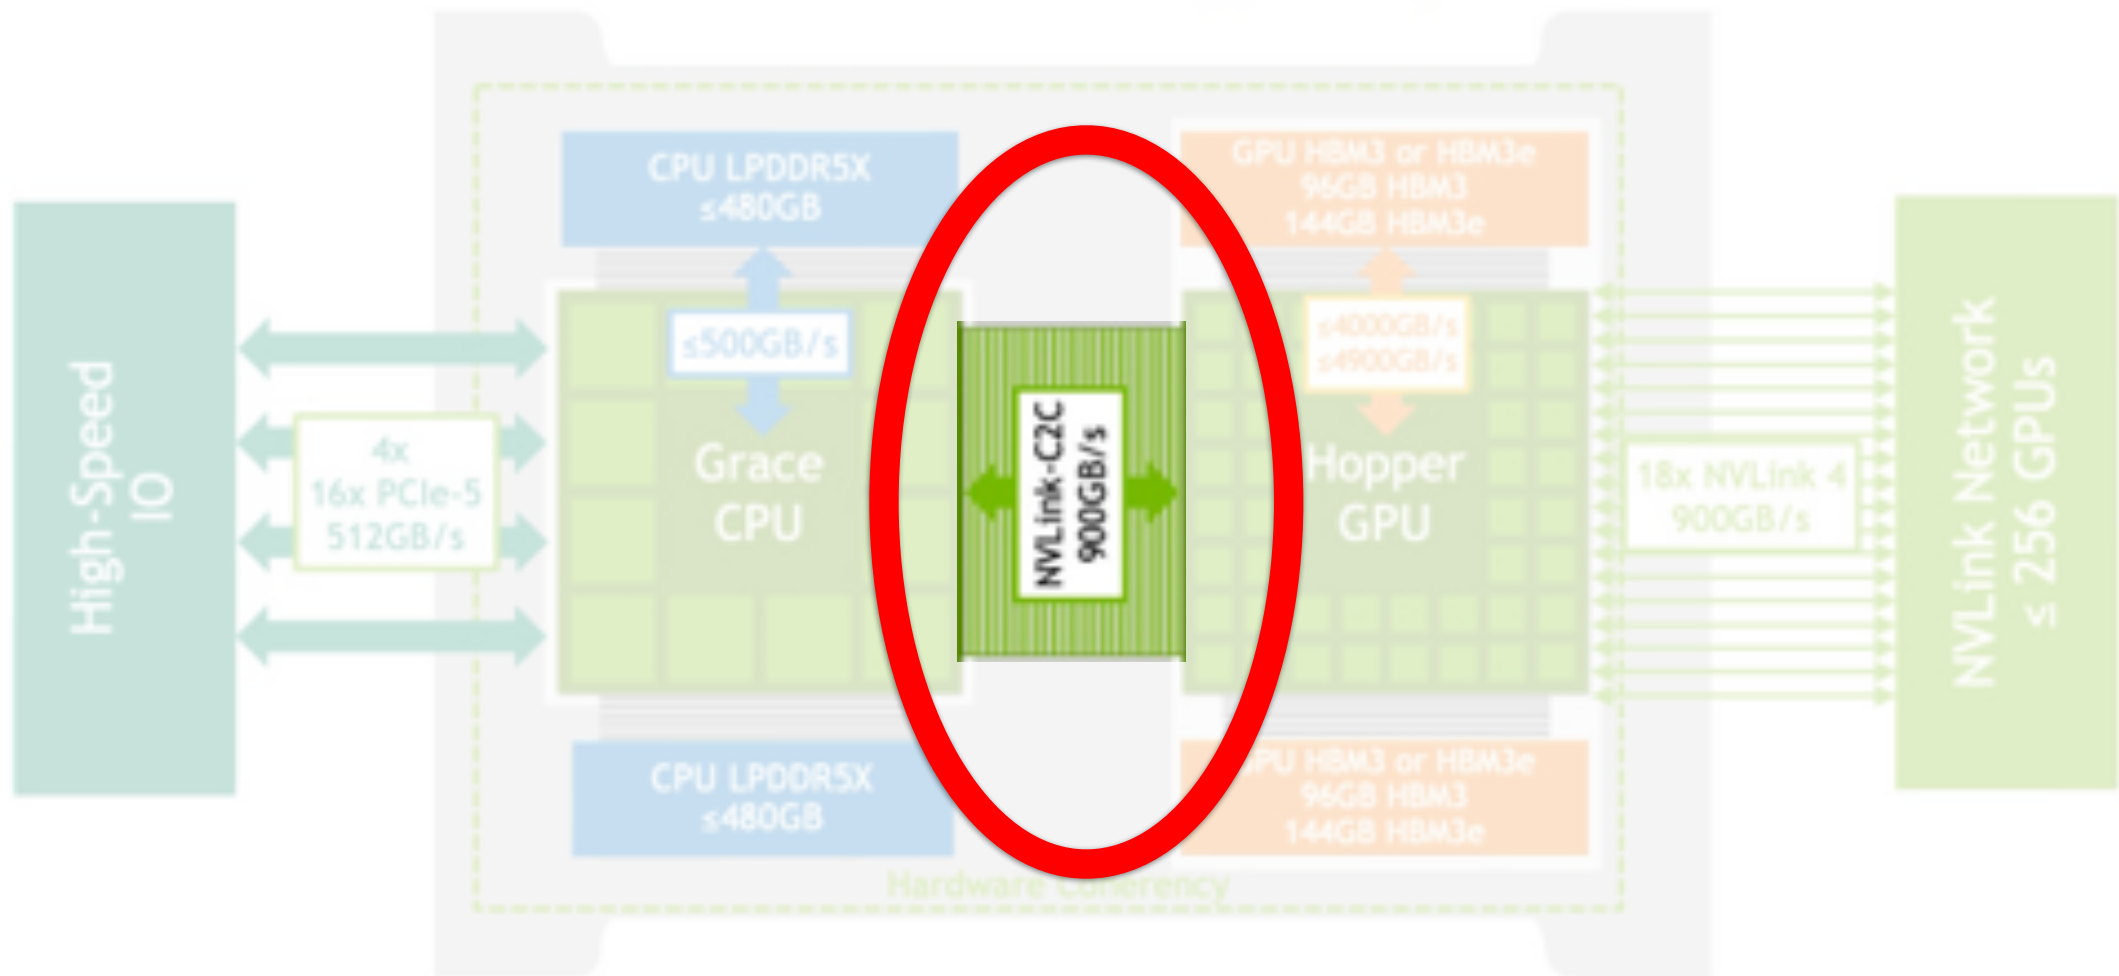 High-Speed
IO
4x
16x PCIe-5
512GB/s
CPU LPDDR5X
≤480GB
≤500GB/s
Grace
CPU
CPU LPDDR5X
≤480GB
NVLink-C2C
900GB/s
GPU HBM3 or HBM3e
96GB HBM3
144GB HBM3e
≤4000GB/s
≤4900GB/s
Hopper
GPU
GPU HBM3 or HBM3e
96GB HBM3
144GB HBM3e
18x NVLink 4
900GB/s
NVLink Network
≤ 256 GPUs
Hardware Coherency